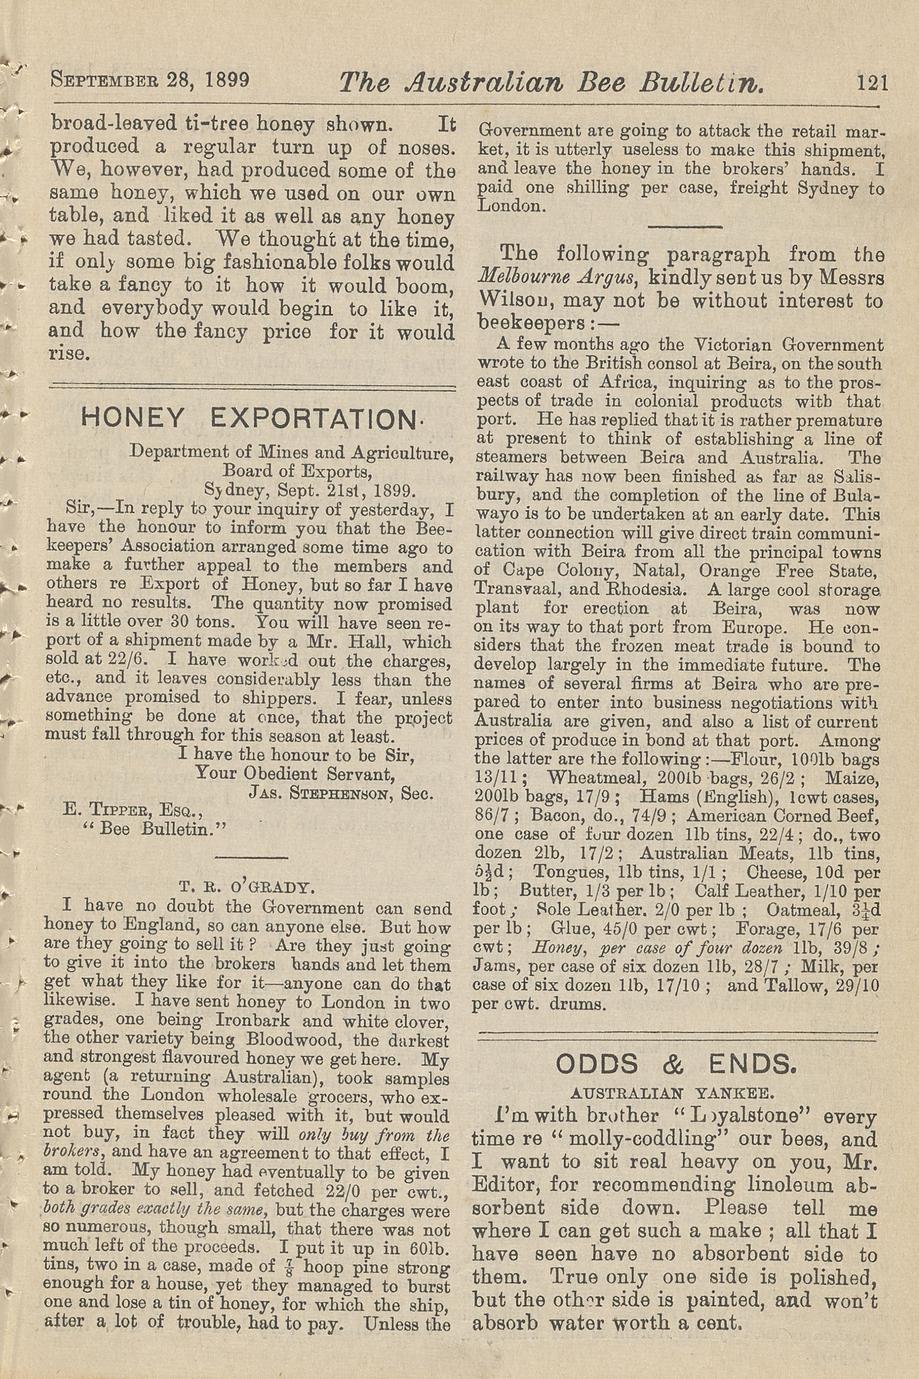 SEPTEMBER 28, 1899 The Australian Bee Bulletin. 121
broad-leaved ti-tree honey shown. It
produced a regular turn up of noses.
We, however, had produced some of the
same honey, which we used on our own
table, and liked it as well as any honey
we had tasted. We thought at the time,
if only some big fashionable folks would
take a fancy to it how it would boom,
and everybody would begin to like it,
and how the fancy price for it would
rise.
HONEY EXPORTATION.
Department of Mines and Agriculture,
Board of Exports,
Sydney, Sept. 21st, 1899.
Sir,—In reply to your inquiry of yesterday, I
have the honour to inform you that the Bee-
keepers' Association arranged some time ago to
make a further appeal to the members and
others re Export of Honey, but so far I have
heard no results. The quantity now promised
is a little over 30 tons. You will have seen re-
port of a shipment made by a Mr. Hall, which
sold at 22/6. I have worked out the charges,
etc., and it leaves considerably less than the
advance promised to shippers. I fear, unless
something be done at once, that the project
must fall through for this season at least.
I have the honour to be Sir,
Your Obedient Servant,
JAS. STEPHENSON, Sec.
E. TIPPER, ESQ.,
"Bee Bulletin."
T. R. O'GRADY.
I have no doubt the Government can send
honey to England, so can anyone else. But how
are they going to sell it? Are they just going
to give it into the brokers hands and let them
get what they like for it—anyone can do that
likewise. I have sent honey to London in two
grades, one being Ironbark and white clover,
the other variety being Bloodwood, the darkest
and strongest flavoured honey we get here. My
agent (a returning Australian), took samples
round the London wholesale grocers, who ex-
pressed themselves pleased with it, but would
not buy, in fact they will only buy from the
brokers, and have an agreement to that effect, I
am told. My honey had eventually to be given
to a broker to sell, and fetched 22/0 per cwt.,
both grades exactly the same, but the charges were
so numerous, though small, that there was not
much left of the proceeds. I put it up in 60lb.
tins, two in a case, made of ⅞ hoop pine strong
enough for a house, yet they managed to burst
one and lose a tin of honey, for which the ship,
after a lot of trouble, had to pay. Unless the
Government are going to attack the retail mar-
ket, it is utterly useless to make this shipment,
and leave the honey in the brokers' hands. I
paid one shilling per case, freight Sydney to
London.
The following paragraph from the
Melbourne Argus, kindly sent us by Messrs
Wilson, may not be without interest to
beekeepers:—
A few months ago the Victorian Government
wrote to the British consol at Beira, on the south
east coast of Africa, inquiring as to the pros-
pects of trade in colonial products with that
port. He has replied that it is rather premature
at present to think of establishing a line of
steamers between Beira and Australia. The
railway has now been finished as far as Salis-
bury, and the completion of the line of Bula-
wayo is to be undertaken at an early date. This
latter connection will give direct train communi-
cation with Beira from all the principal towns
of Cape Colony, Natal, Orange Free State,
Transvaal, and Rhodesia. A large cool storage
plant for erection at Beira, was now
on its way to that port from Europe. He con-
siders that the frozen meat trade is bound to
develop largely in the immediate future. The
names of several firms at Beira who are pre-
pared to enter into business negotiations with
Australia are given, and also a list of current
prices of produce in bond at that port. Among
the latter are the following:—Flour, 100lb bags
13/11; Wheatmeal, 200lb bags, 26/2; Maize,
200lb bags, 17/9; Hams (English), 1cwt cases,
86/7; Bacon, do., 74/9; American Corned Beef,
one case of four dozen 1lb tins, 22/4; do., two
dozen 2lb, 17/2; Australian Meats, 1lb tins,
5½d; Tongues, 1lb tins, 1/1; Cheese, 10d per
lb; Butter, 1/3 per lb; Calf Leather, 1/10 per
foot; Sole Leather, 2/0 per lb; Oatmeal, 3½d
per lb; Glue, 45/0 per cwt; Forage, 17/6 per
cwt; Honey, per case of four dozen 1lb, 39/8;
Jams, per case of six dozen 1lb, 28/7; Milk, per
case of six dozen 1lb, 17/10; and Tallow, 29/10
per cwt. drums.
ODDS & ENDS.
AUSTRALIAN YANKEE.
I'm with brother "Loyalstone" every
time re "molly-coddling" our bees, and
I want to sit real heavy on you, Mr.
Editor, for recommending linoleum ab-
sorbent side down. Please tell me
where I can get such a make; all that I
have seen have no absorbent side to
them. True only one side is polished,
but the other side is painted, and won't
absorb water worth a cent.